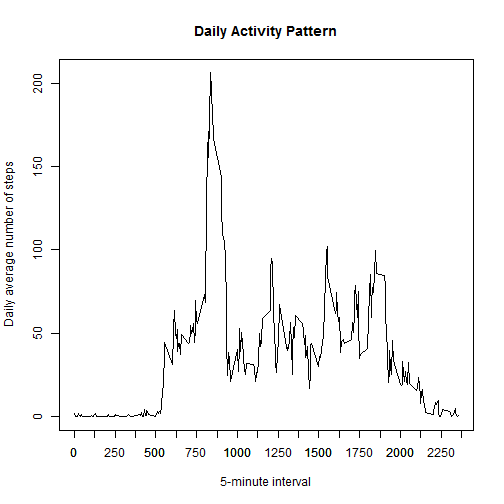 Daily Activity Pattern
Daily average number of steps
200
150
100
50
0
0 250 500 750 1000 1250 1500 1750 2000 2250
5-minute interval